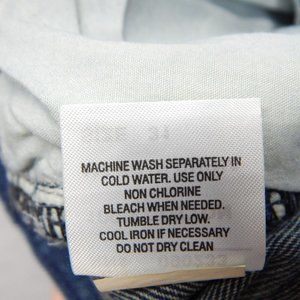 MACHINE WASH SEPARATELY IN
COLD WATER. USE ONLY
NON CHLORINE
BLEACH WHEN NEEDED.
TUMBLE DRY LOW.
COOL IRON IF NECESSARY
DO NOT DRY CLEAN